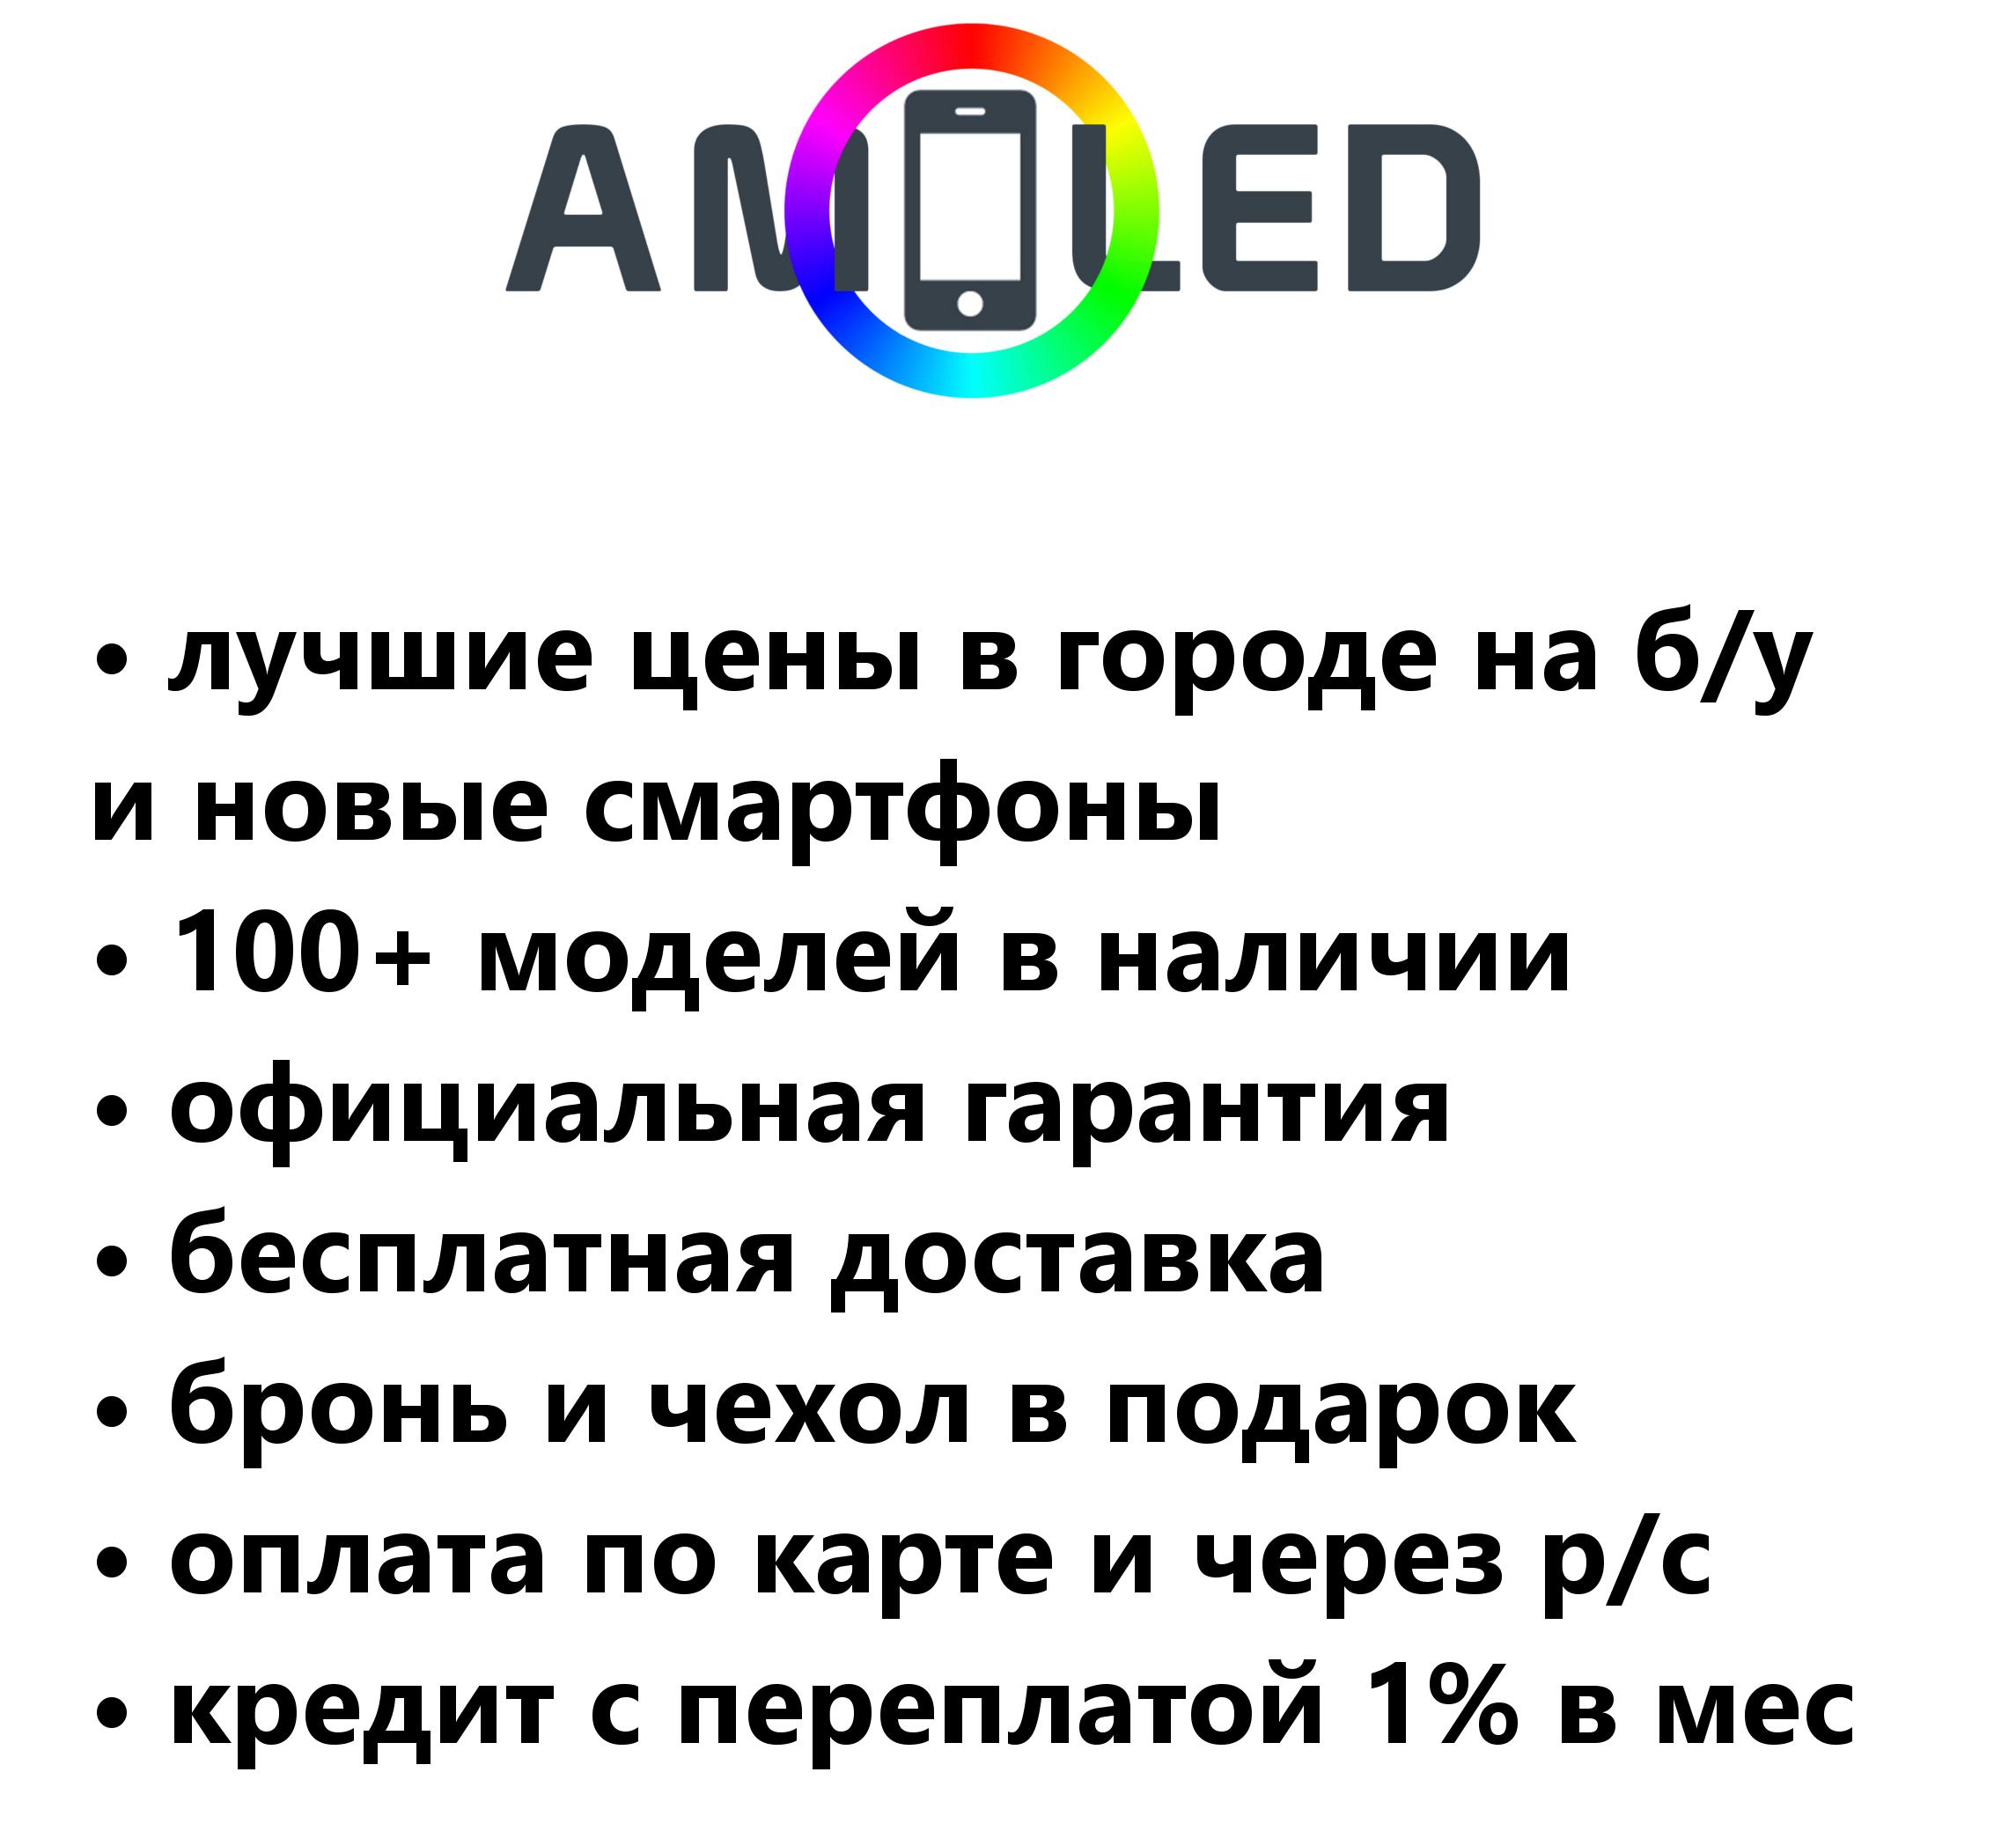 AMOLED
• лучшие цены в городе на б/у
и новые смартфоны
• 100+ моделей в наличии
• официальная гарантия
• бесплатная доставка
• бронь и чехол в подарок
• оплата по карте и через р/с
• кредит с переплатой 1% в мес